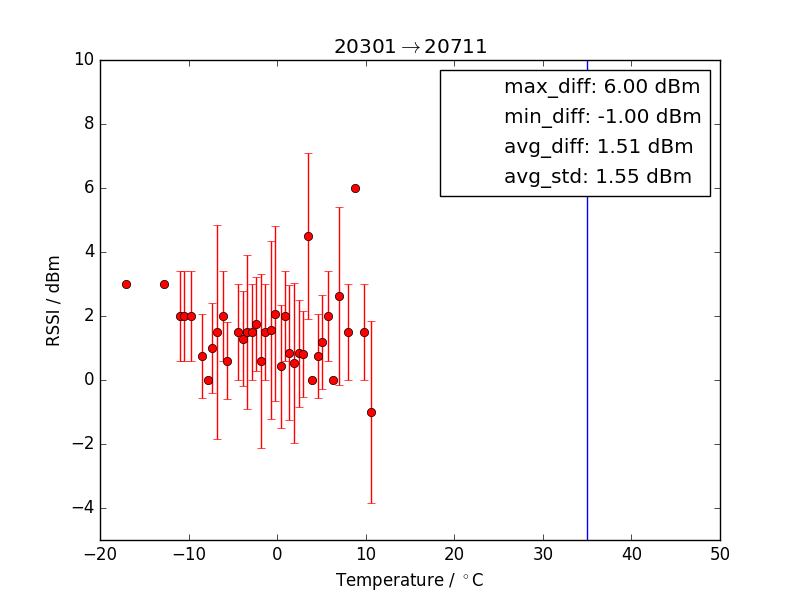 20301→20711
max_diff: 6.00 dBm
min_diff: -1.00 dBm
avg_diff: 1.51 dBm
avg_std: 1.55 dBm
RSSI / dBm
10
8
6
4
2
0
−2
−4
−20 −10 0 10 20 30 40 50
Temperature / °C